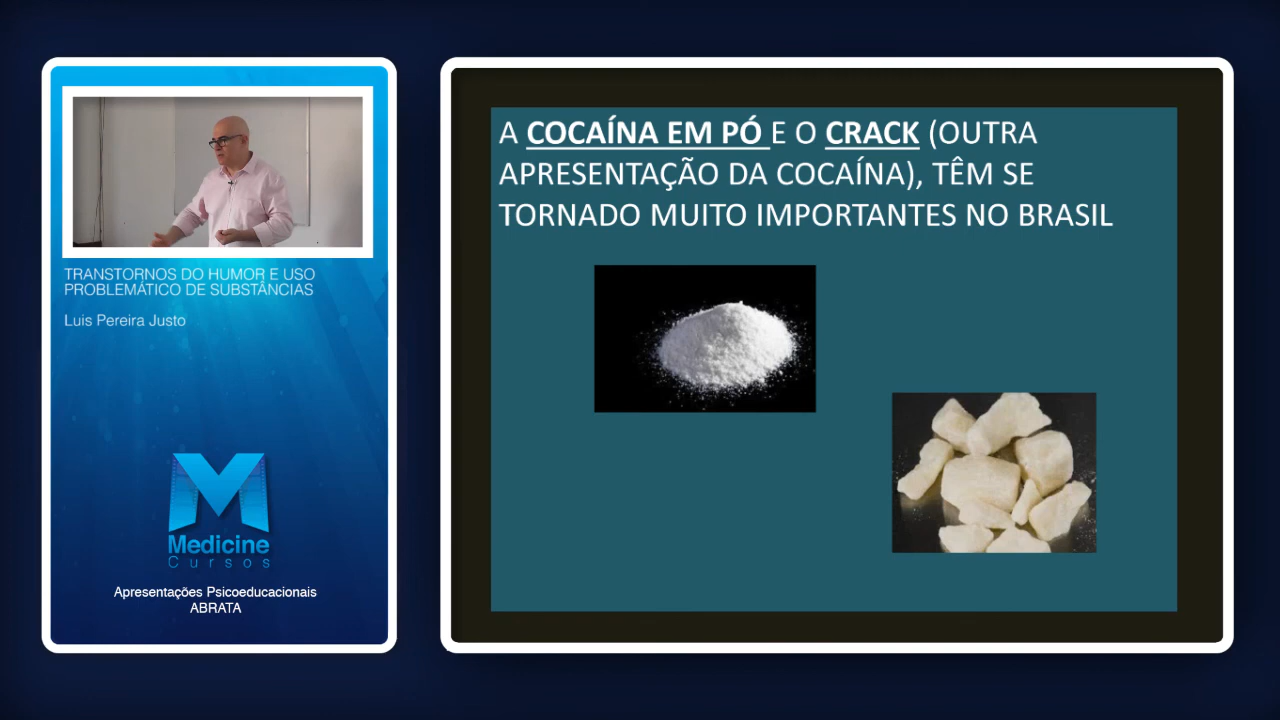 TRANSTORNOS DO HUMOR E USO
PROBLEMÁTICO DE SUBSTÂNCIAS
Luis Pereira Justo
Medicine
Cursos
Apresentações Psicoeducacionais
ABRATA
A COCAÍNA EM PÓ E O CRACK (OUTRA
APRESENTAÇÃO DA COCAÍNA), TÊM SE
TORNADO MUITO IMPORTANTES NO BRASIL